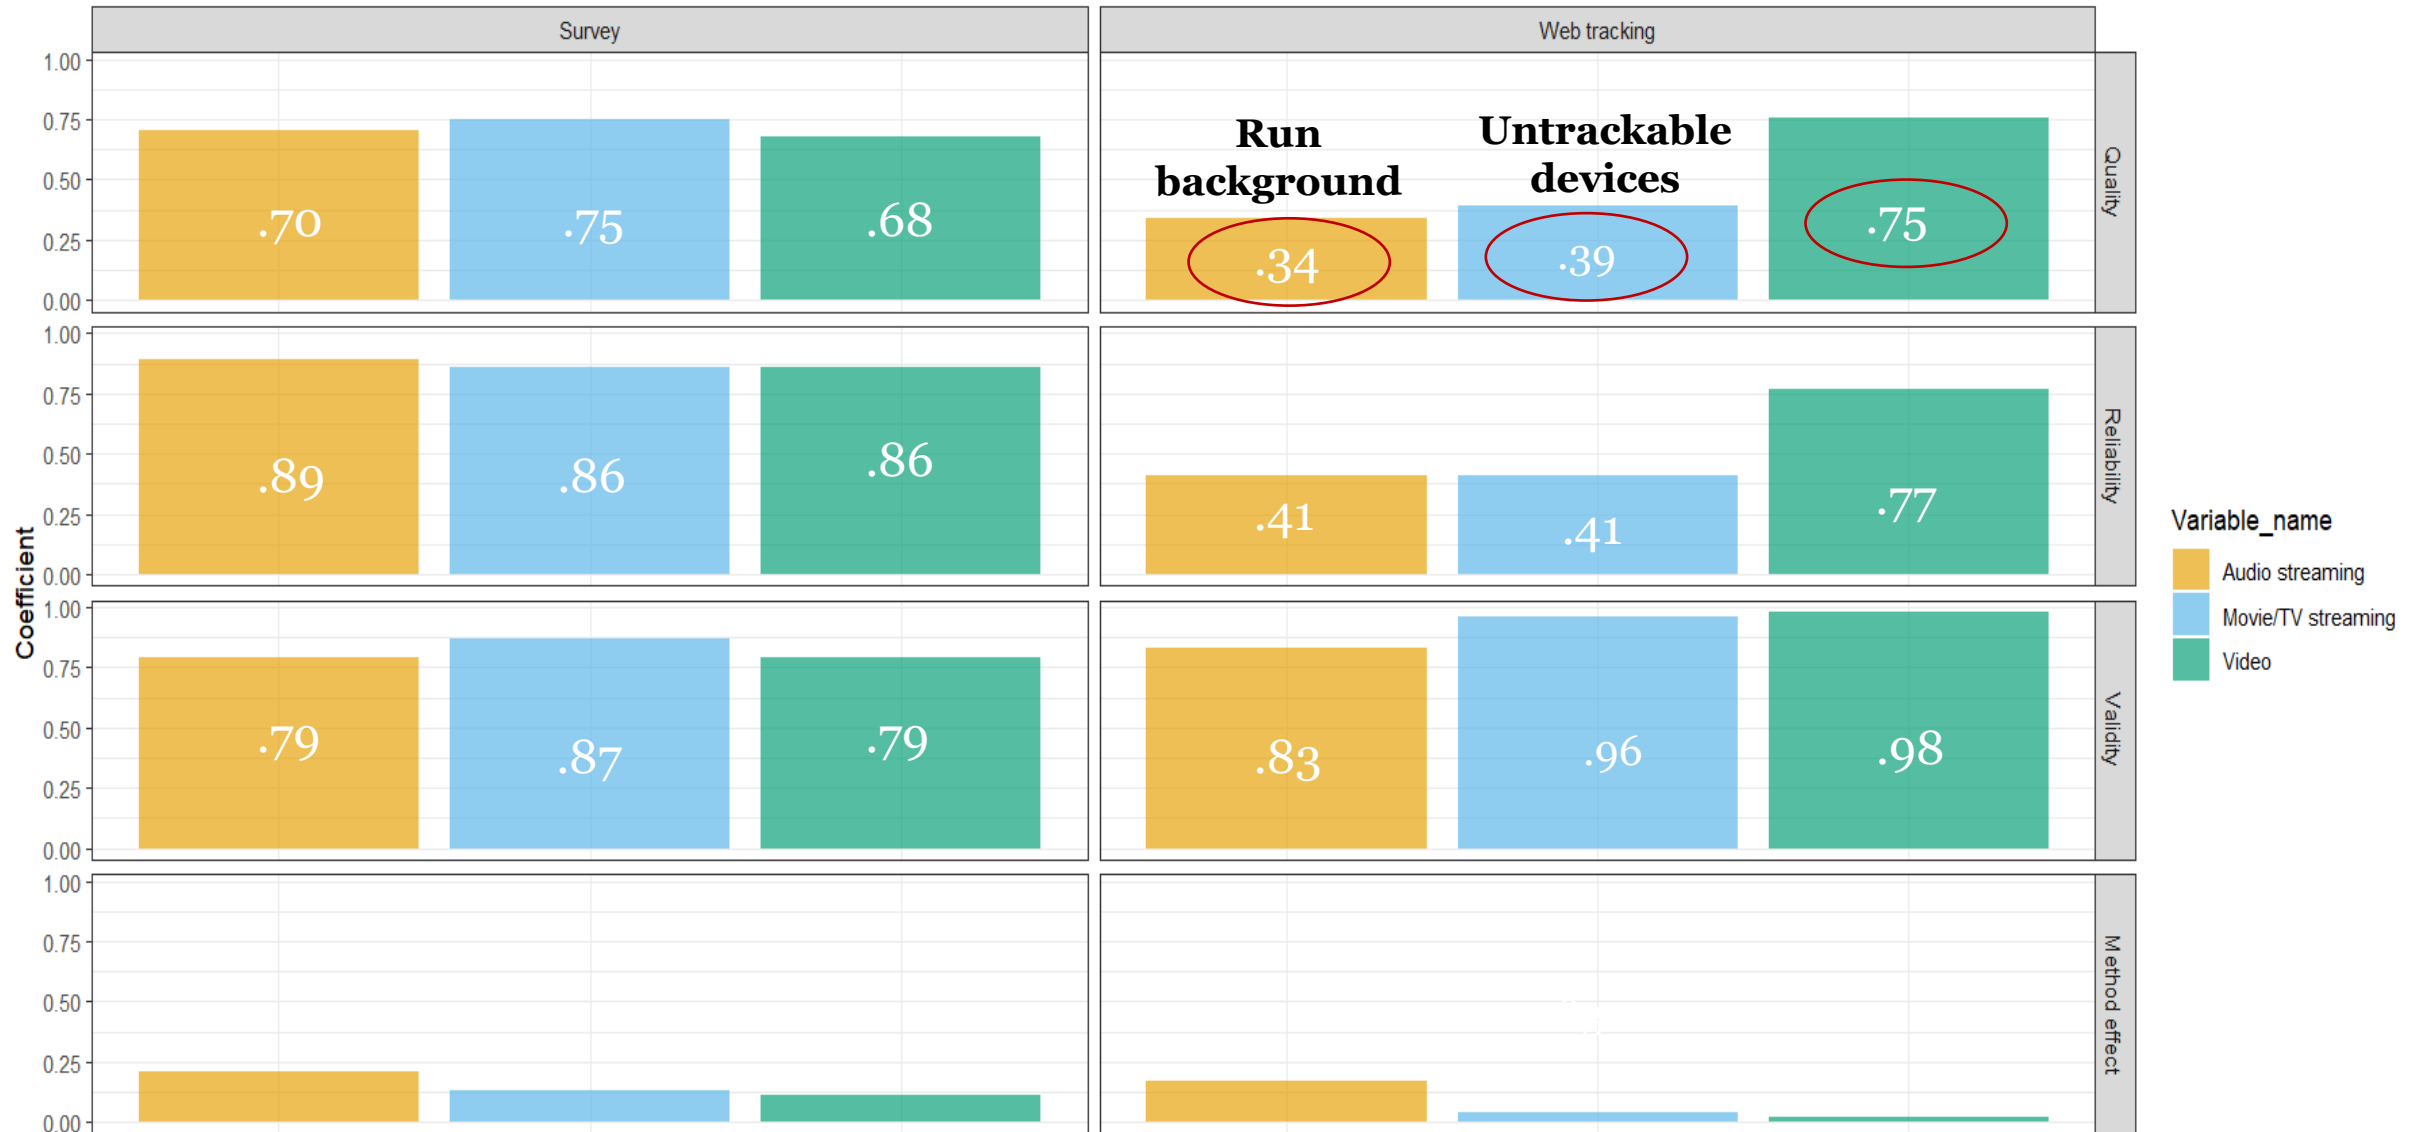 Survey
Web tracking
1.00
0.75
0.50
0.25
0.00
.70
.75
.68
Run
background
.34
Untrackable
devices
.39
.75
Quality
1.00
0.75
0.50
0.25
0.00
.89
.86
.86
.41
.41
.77
Reliability
1.00
0.75
0.50
0.25
0.00
.79
.87
.79
.83
.96
.98
Validity
1.00
0.75
0.50
0.25
0.00
Method effect
Coefficient
Variable_name
Audio streaming
Movie/TV streaming
Video